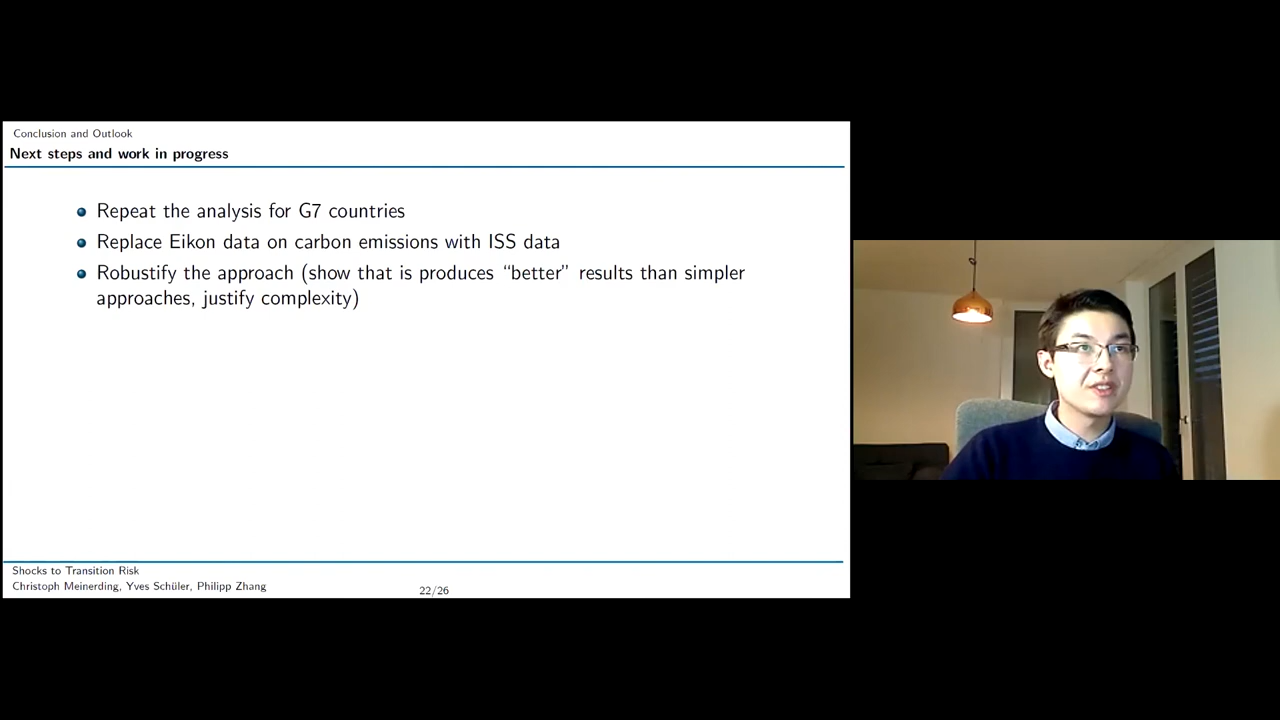 Conclusion and Outlook
Next steps and work in progress
Repeat the analysis for G7 countries
Replace Eikon data on carbon emissions with ISS data
Robustify the approach (show that is produces “better” results than simpler
approaches, justify complexity)
Shocks to Transition Risk
Christoph Meinerding, Yves Schüler, Philipp Zhang
22/26